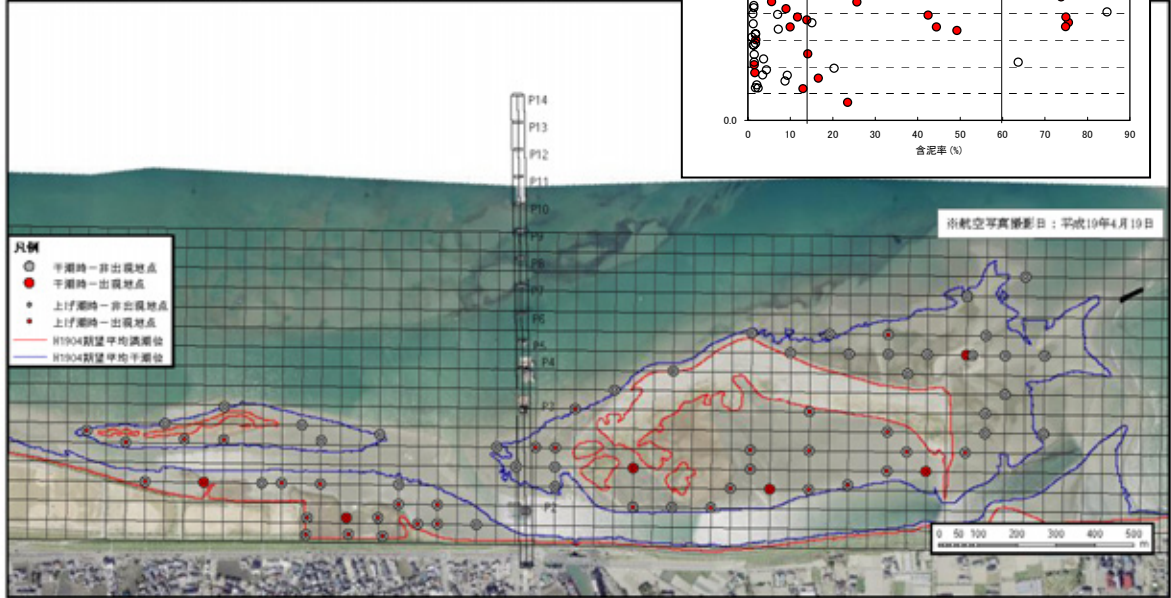 0.0
0 10 20 30 40 50 60 70 80 90
含泥率(%)
P14
P13
P12
P11
P10
P9
P8
P7
P6
P5
P4
P2
P2
※航空写真撮影日：平成19年4月19日
凡例
干潮時－非出現地点
干潮時－出現地点
上げ潮時－非出現地点
上げ潮時－出現地点
H1904期望平均満潮位
H1904期望平均干潮位
0 50 100 200 300 400 500
m